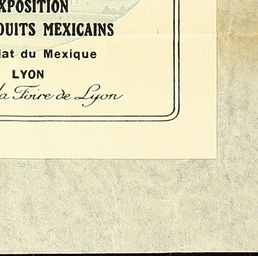 XPOSITION
DUITS MEXICAINS
lat du Mexique
LYON
la Foire de Lyon